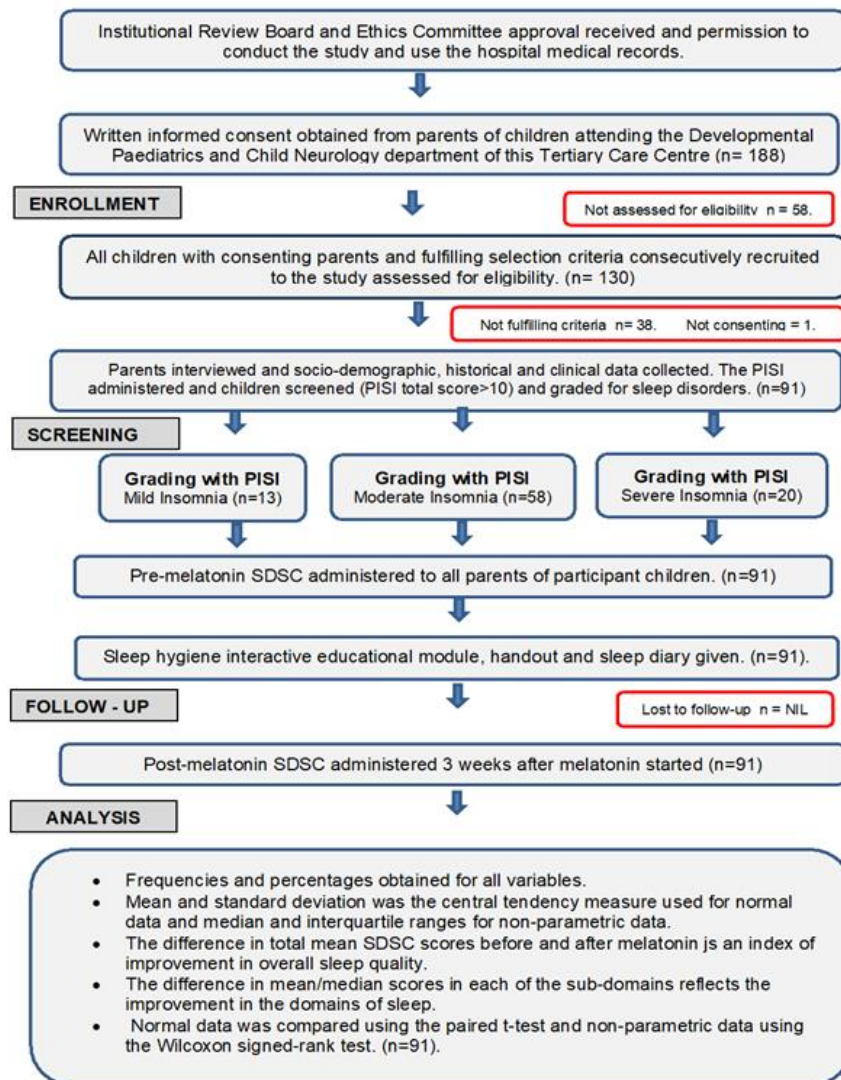 Institutional Review Board and Ethics Committee approval received and permission to
conduct the study and use the hospital medical records.
Written informed consent obtained from parents of children attending the Developmental
Paediatrics and Child Neurology department of this Tertiary Care Centre (n= 188)
ENROLLMENT
Not assessed for eligibility n = 58.
All children with consenting parents and fulfilling selection criteria consecutively recruited
to the study assessed for eligibility. (n= 130)
Not fulfilling criteria n= 38. Not consenting = 1.
Parents interviewed and socio-demographic, historical and clinical data collected. The PISI
administered and children screened (PISI total score>10) and graded for sleep disorders. (n=91)
SCREENING
Grading with PISI
Mild Insomnia (n=13)
Grading with PISI
Moderate Insomnia (n=58)
Grading with PISI
Severe Insomnia (n=20)
Pre-melatonin SDSC administered to all parents of participant children. (n=91)
Sleep hygiene interactive educational module, handout and sleep diary given. (n=91).
FOLLOW - UP
Lost to follow-up n = NIL
Post-melatonin SDSC administered 3 weeks after melatonin started (n=91)
ANALYSIS
• Frequencies and percentages obtained for all variables.
• Mean and standard deviation was the central tendency measure used for normal
data and median and interquartile ranges for non-parametric data.
• The difference in total mean SDSC scores before and after melatonin js an index of
improvement in overall sleep quality.
• The difference in mean/median scores in each of the sub-domains reflects the
improvement in the domains of sleep.
• Normal data was compared using the paired t-test and non-parametric data using
the Wilcoxon signed-rank test. (n=91).